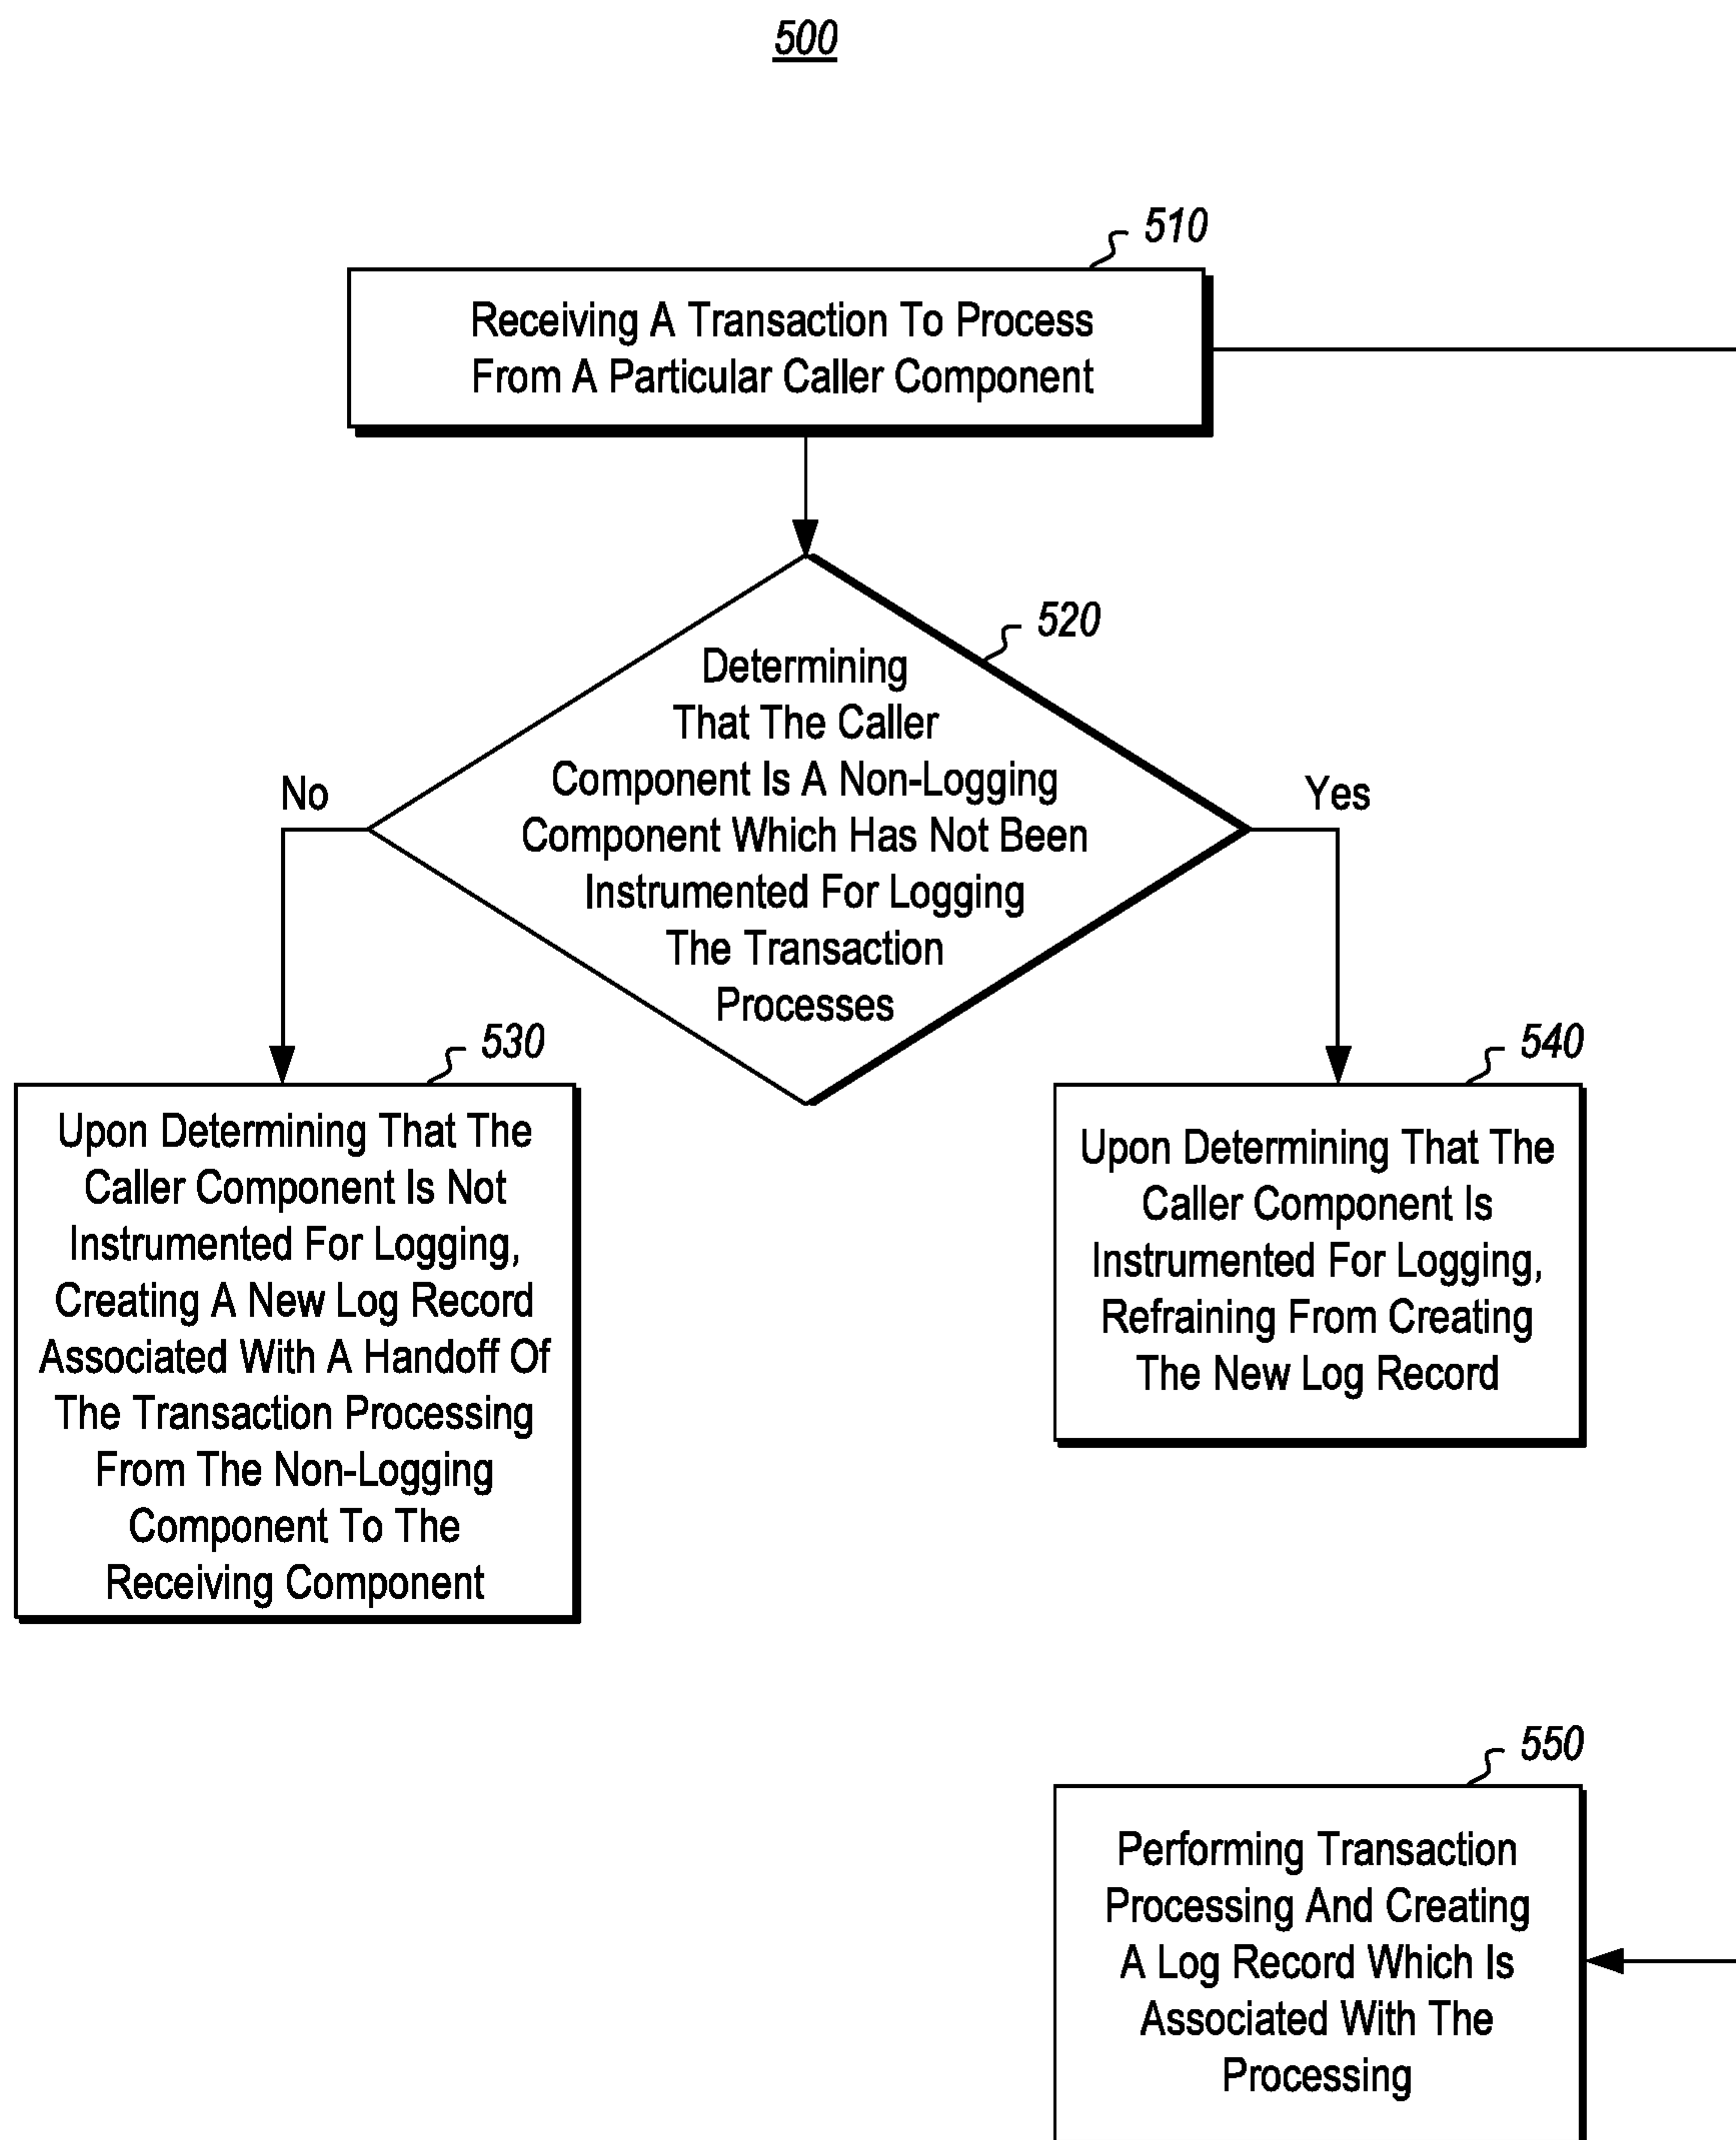 500
510
Receiving A Transaction To Process
From A Particular Caller Component
520
Determining
That The Caller
Component Is A Non-Logging
Component Which Has Not Been
Instrumented For Logging
The Transaction
Processes
No
Yes
530
Upon Determining That The
Caller Component Is Not
Instrumented For Logging,
Creating A New Log Record
Associated With A Handoff Of
The Transaction Processing
From The Non-Logging
Component To The
Receiving Component
540
Upon Determining That The
Caller Component Is
Instrumented For Logging,
Refraining From Creating
The New Log Record
550
Performing Transaction
Processing And Creating
A Log Record Which Is
Associated With The
Processing